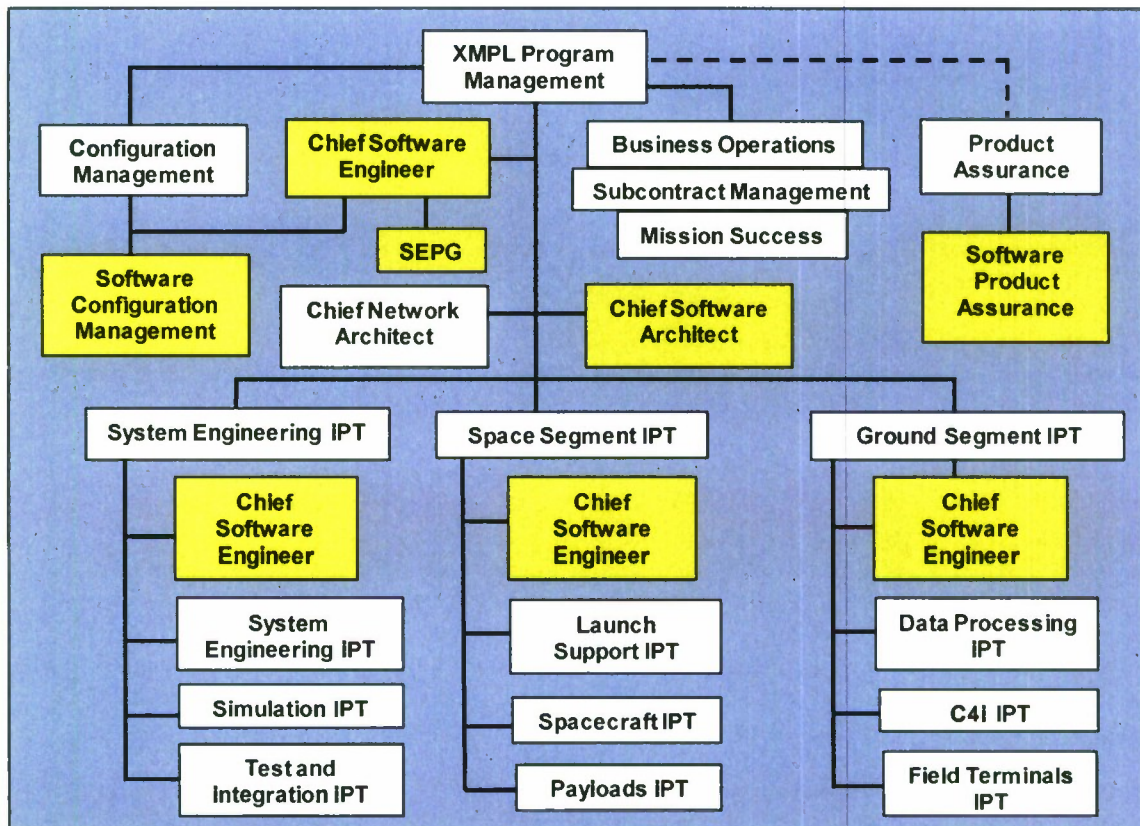 XMPL Program
Management
Configuration
Management
Chief Software
Engineer
Business Operations
Subcontract Management
Mission Success
Product
Assurance
SEPG
Software
Configuration
Management
Software
Product
Assurance
Chief Network
Architect
Chief Software
Architect
System Engineering IPT
Space Segment IPT
Ground Segment IPT
Chief
Software
Engineer
Chief
Software
Engineer
Chief
Software
Engineer
System
Engineering IPT
Launch
Support IPT
Data Processing
IPT
Simulation IPT
Spacecraft IPT
C4I IPT
Test and
Integration IPT
Payloads IPT
Field Terminals
IPT